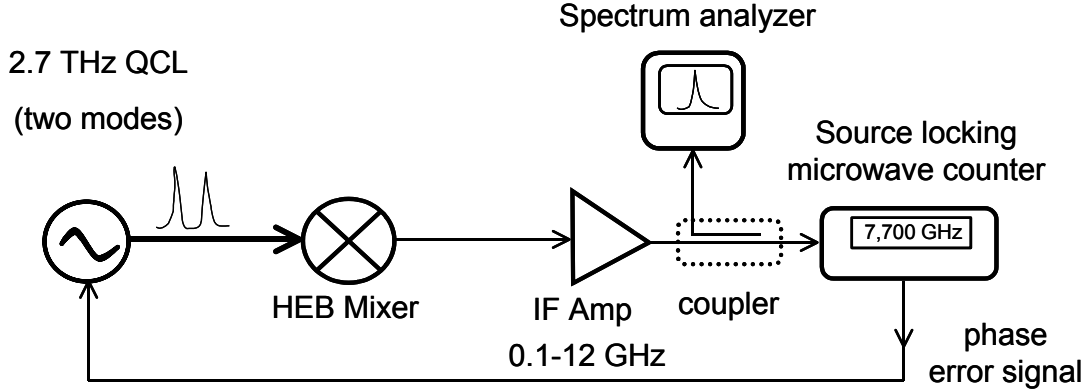 Spectrum analyzer
2.7 THz QCL
(two modes)
Source locking
microwave counter
7,700 GHz
HEB Mixer
IF Amp
0.1-12 GHz
coupler
phase
error signal